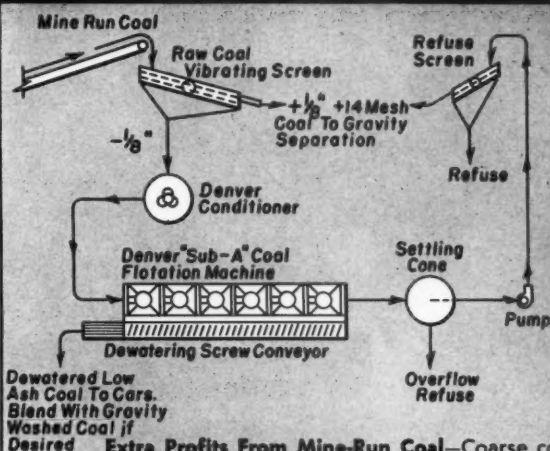 Mine Run Coal
Raw Coal
Vibrating Screen
Refuse
Screen
+⅛" +14 Mesh
Coal To Gravity
Separation
-⅛"
Refuse
Denver
Conditioner
Denver "Sub-A" Coal
Flotation Machine
Settling
Cone
Pump
Dewatering Screw Conveyor
Overflow
Refuse
Dewatered Low
Ash Coal To Cars.
Blend With Gravity
Washed Coal if
Desired
Extra Profits From Mine-Run Coal—Coarse